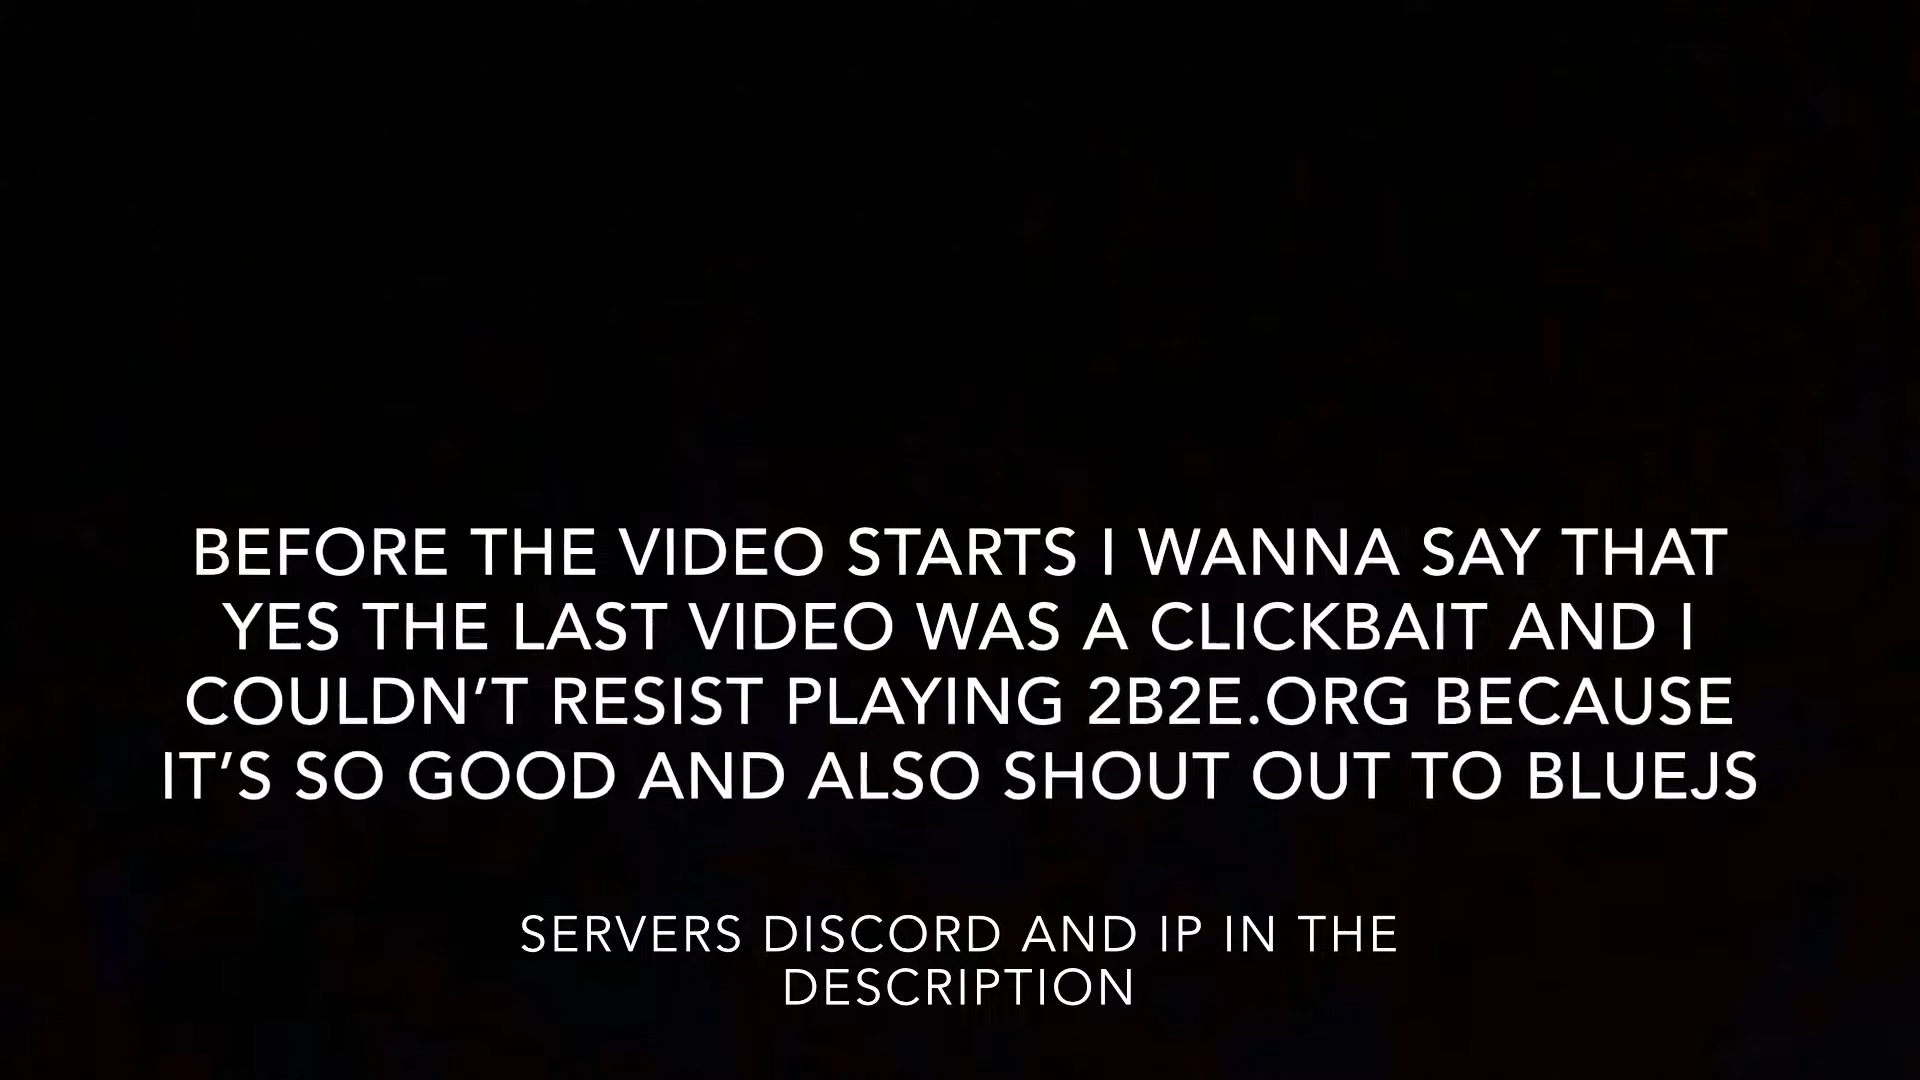 BEFORE THE VIDEO STARTS I WANNA SAY THAT
YES THE LAST VIDEO WAS A CLICKBAIT AND I
COULDN’T RESIST PLAYING 2B2E.ORG BECAUSE
IT’S SO GOOD AND ALSO SHOUT OUT TO BLUEJS
SERVERS DISCORD AND IP IN THE
DESCRIPTION